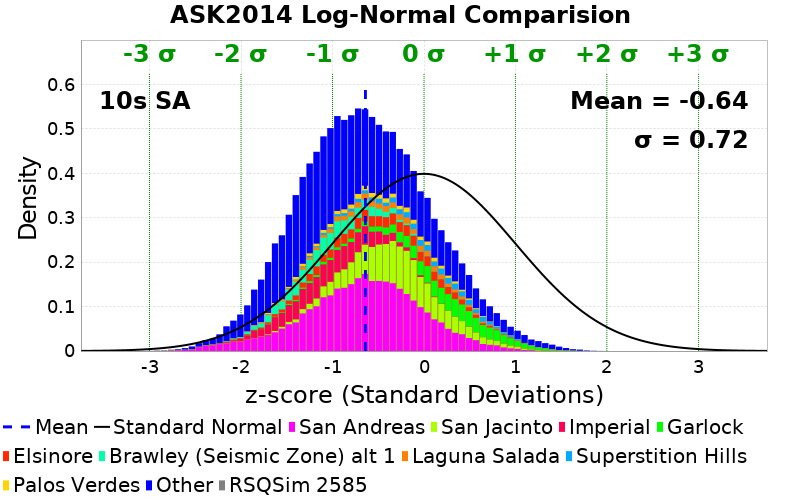 ASK2014 Log-Normal Comparision
-3 σ -2 σ -1 σ 0 σ +1 σ +2 σ +3 σ
10s SA
Mean = -0.64
σ = 0.72
Density
0.6
0.5
0.4
0.3
0.2
0.1
0
-3 -2 -1 0 1 2 3
z-score (Standard Deviations)
Mean Standard Normal San Andreas San Jacinto Imperial Garlock
Elsinore Brawley (Seismic Zone) alt 1 Laguna Salada Superstition Hills
Palos Verdes Other RSQSim 2585